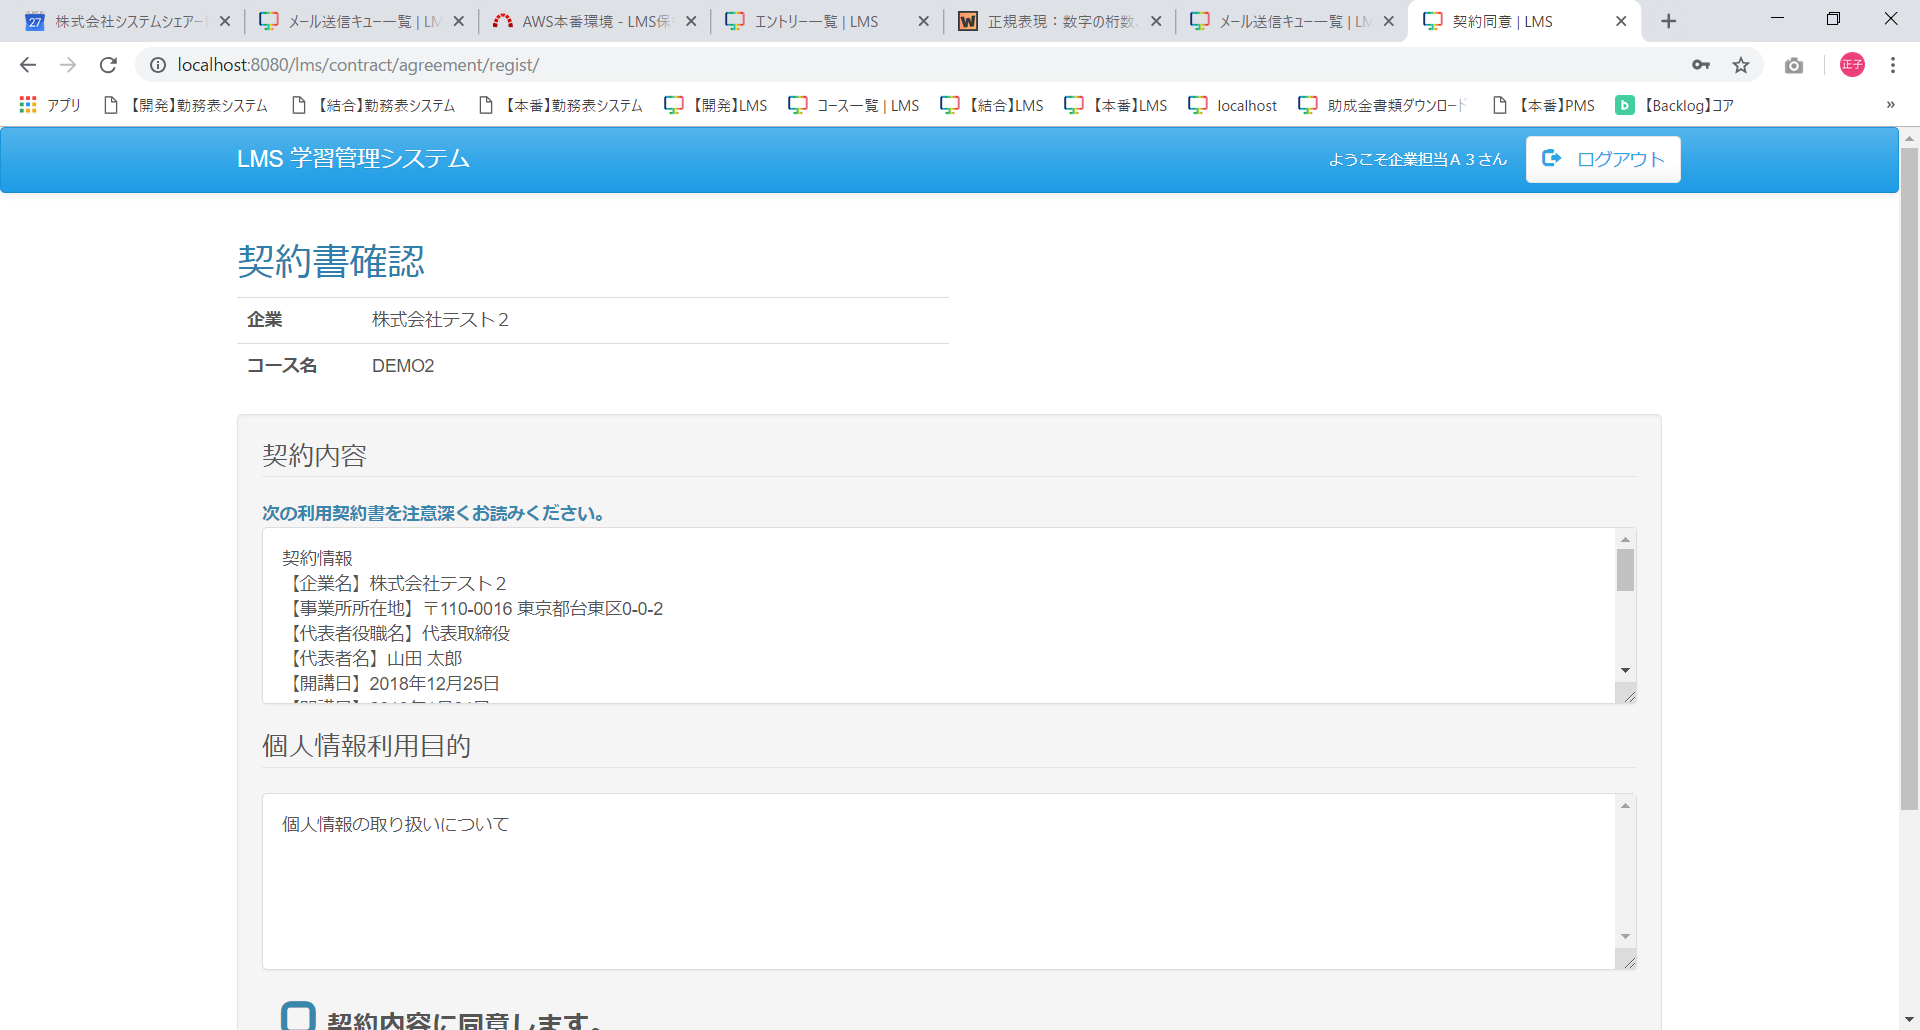 27 株式会社システムシェアード
メール送信キュー一覧 | LM
AWS本番環境 - LMS保
エントリー一覧 | LMS
W 正規表現：数字の桁数、
メール送信キュー一覧 | LM
契約同意 | LMS
localhost:8080/lms/contract/agreement/regist/
正子
アプリ
【開発】勤務表システム
【結合】勤務表システム
【本番】勤務表システム
【開発】LMS
コース一覧 | LMS
【結合】LMS
【本番】LMS
localhost
助成金書類ダウンロード
【本番】PMS
b 【Backlog】コア
»
LMS 学習管理システム
ようこそ企業担当Ａ３さん
ログアウト
契約書確認
企業 株式会社テスト２
コース名 DEMO2
契約内容
次の利用契約書を注意深くお読みください。
契約情報
【企業名】株式会社テスト２
【事業所所在地】〒110-0016 東京都台東区0-0-2
【代表者役職名】代表取締役
【代表者名】山田 太郎
【開講日】2018年12月25日
個人情報利用目的
個人情報の取り扱いについて
契約内容に同意します。